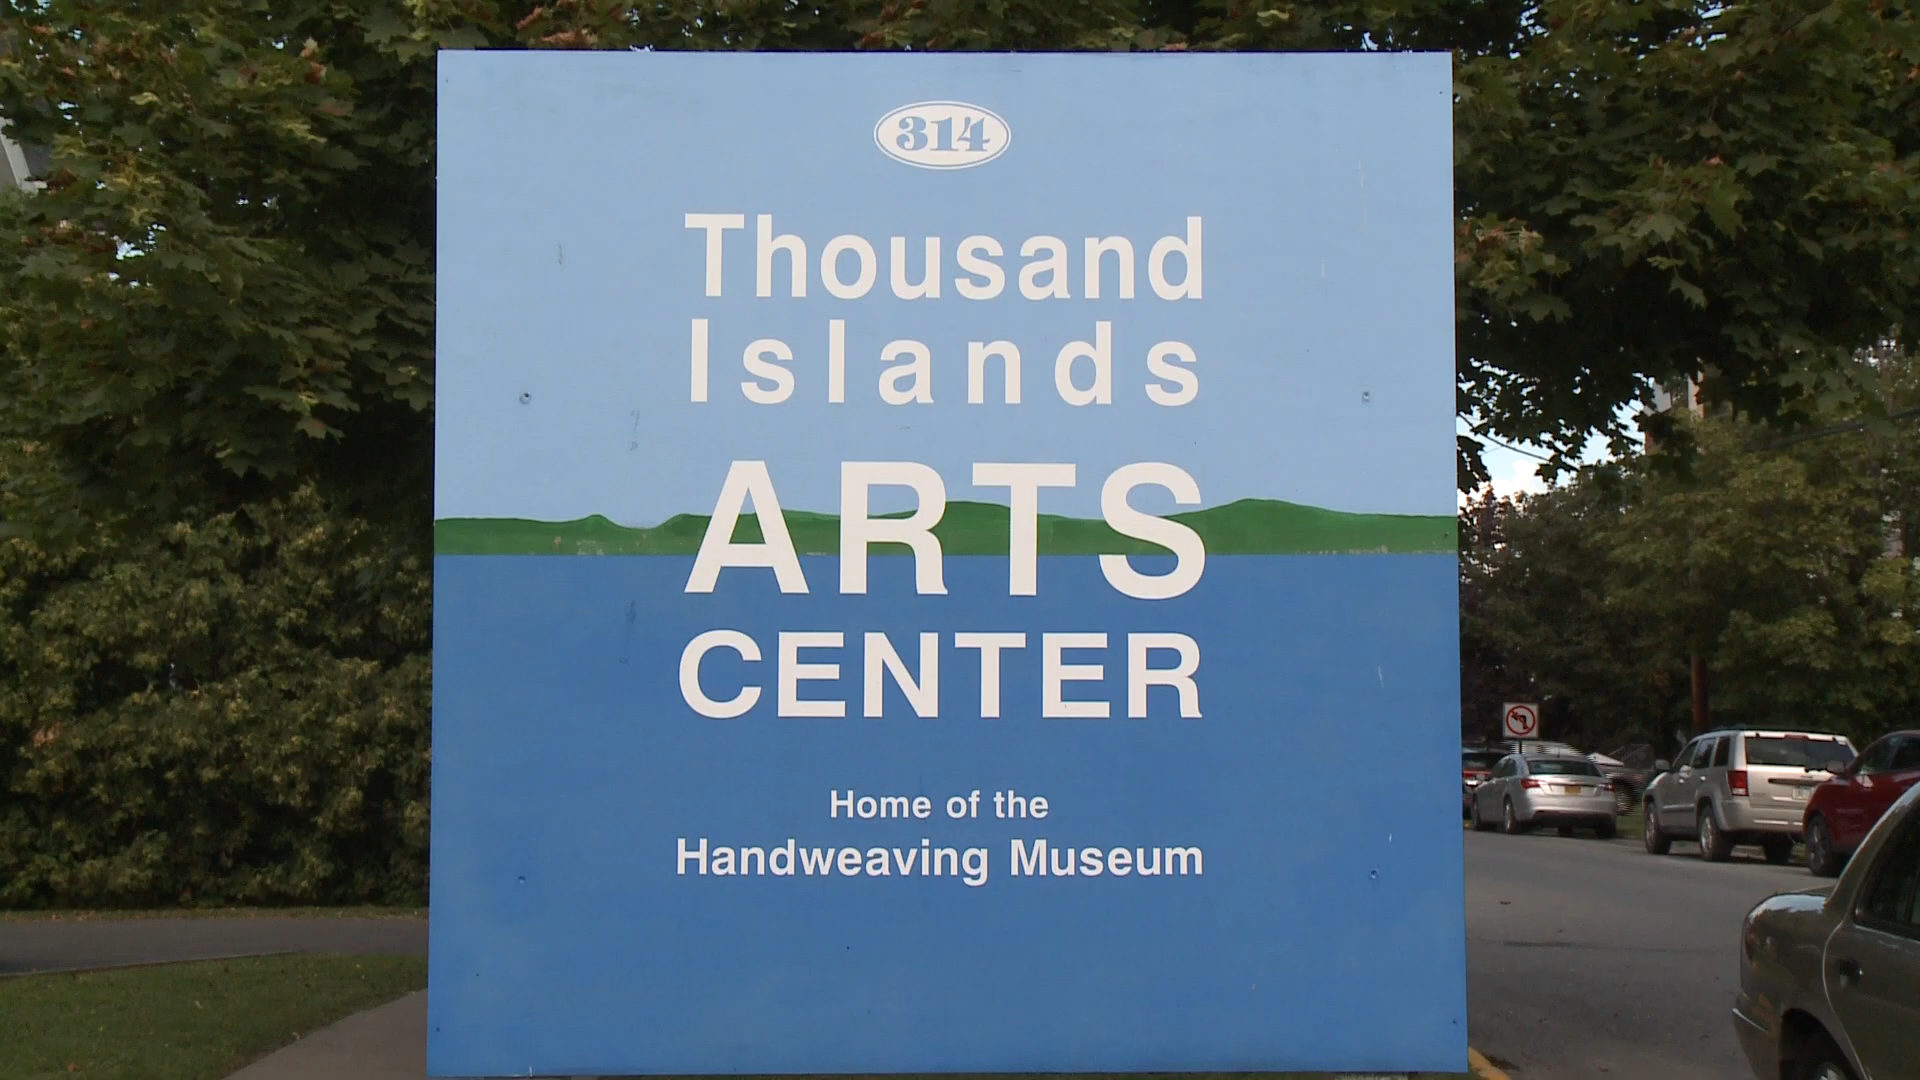 314
Thousand
Islands
ARTS
CENTER
Home of the
Handweaving Museum